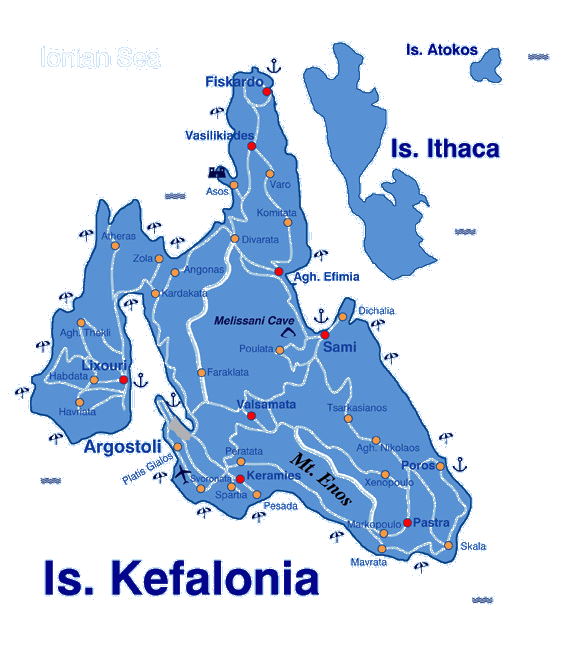 Ionian Sea
Is. Atokos
Fiskardo
Vasilikiades
Is. Ithaca
Asos
Varo
Komitata
Atheras
Divarata
Zola
Angonas
Agh. Efimia
Kardakata
Melissani Cave
Dichalia
Agh. Thekli
Poulata
Sami
Lixouri
Habdata
Faraklata
Havriata
Valsamata
Tsarkasianos
Argostoli
Agh. Nikolaos
Peratata
Mt. Enos
Platis Gialos
Poros
Svoronata
Keramies
Xenopoulo
Spartia
Pesada
Markopoulo
Pastra
Skala
Mavrata
Is. Kefalonia